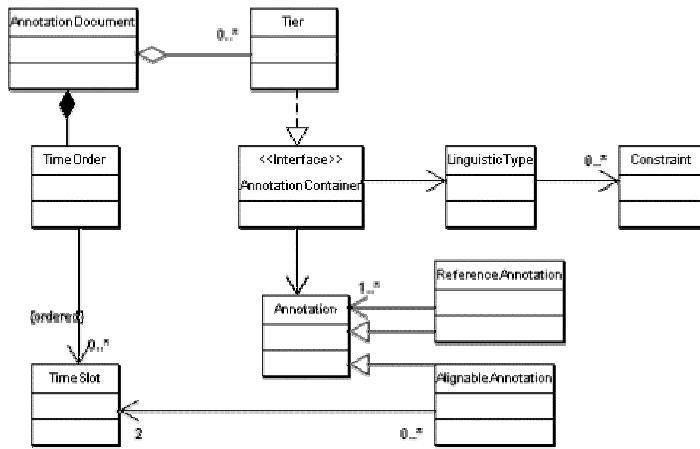 AnnotationDocument
0..*
Tier
TimeOrder
<<Interface>>
AnnotationContainer
LinguisticType
0..*
Constraint
{ordered}
0..*
TimeSlot
Annotation
1..*
ReferenceAnnotation
AlignableAnnotation
2
0..*